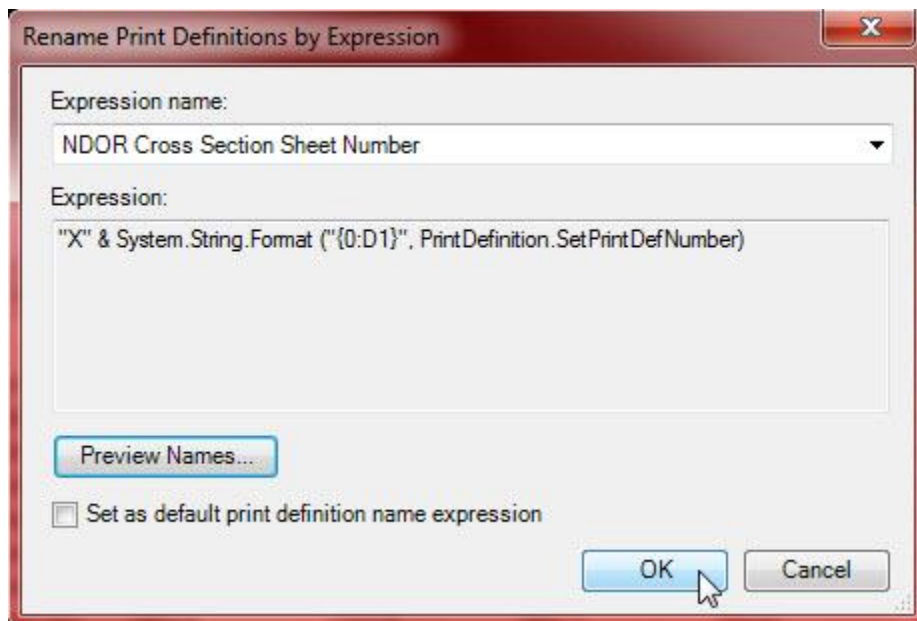 Rename Print Definitions by Expression
Expression name:
NDOR Cross Section Sheet Number
Expression:
"X" & System.String.Format ("{0:D1}", PrintDefinition.SetPrintDefNumber)
Preview Names...
Set as default print definition name expression
OK Cancel